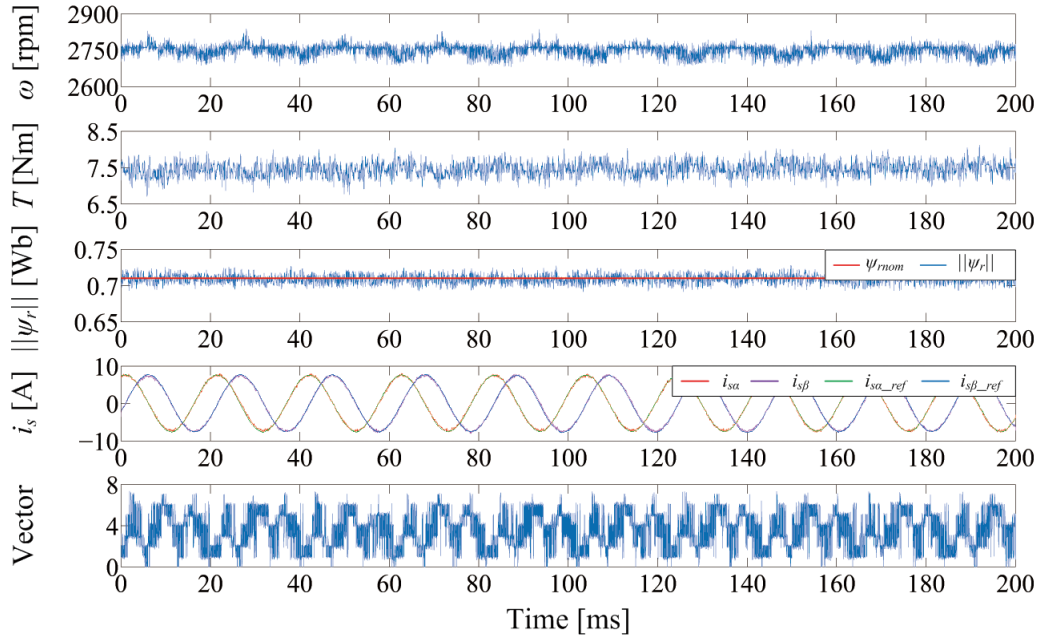 2900
2750
2600
ω [rpm]
0 20 40 60 80 100 120 140 160 180 200
8.5
7.5
6.5
T [Nm]
0 20 40 60 80 100 120 140 160 180 200
0.75
0.7
0.65
||ψr|| [Wb]
ψrnom ||ψr||
0 20 40 60 80 100 120 140 160 180 200
10
0
−10
is [A]
isα isβ isα_ref isβ_ref
0 20 40 60 80 100 120 140 160 180 200
8
4
0
Vector
0 20 40 60 80 100 120 140 160 180 200
Time [ms]